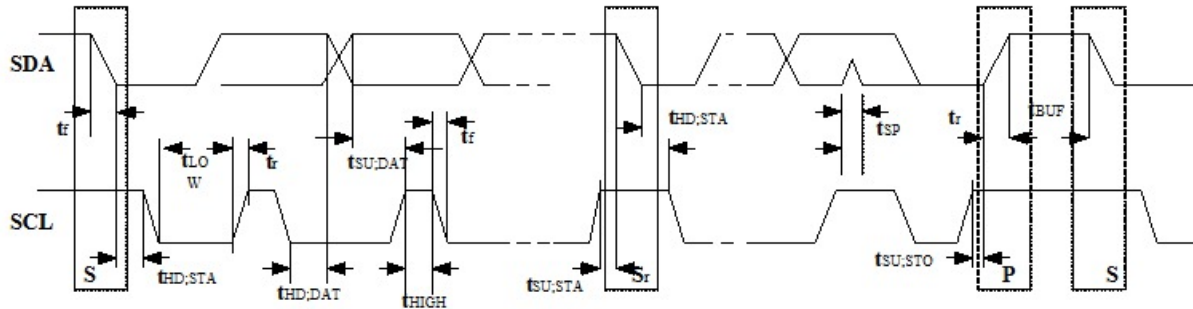 SDA
tf
tLO
W
tr
tSU;DAT
tf
tHD;STA
tSP
tr
tBUF
SCL
S
tHD;STA
tHD;DAT
tHIGH
tSU;STA
Sr
tSU;STO
P
S